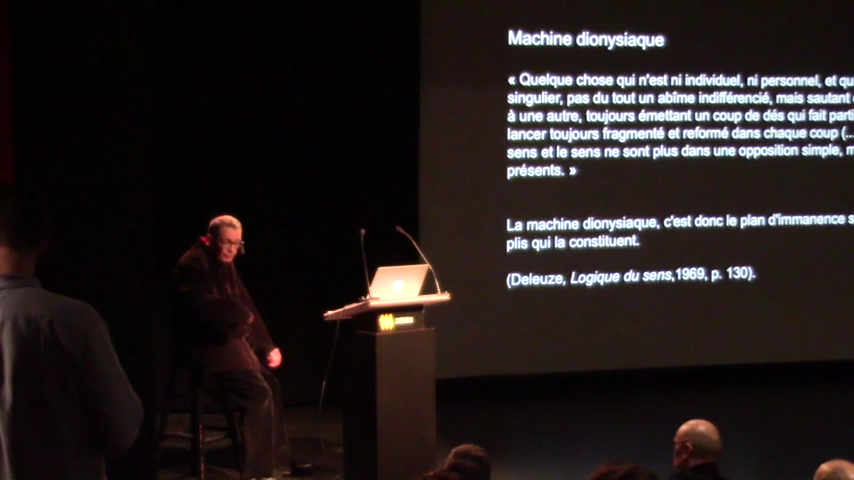 Machine dionysiaque
« Quelque chose qui n'est ni individuel, ni personnel, et
singulier, pas du tout un abîme indifférencié, mais sautant
à une autre, toujours émettant un coup de dés qui fait
lancer toujours fragmenté et reformé dans chaque coup (...
sens et le sens ne sont plus dans une opposition simple,
présents. »
La machine dionysiaque, c'est donc le plan d'immanence
plis qui la constituent.
(Deleuze, Logique du sens,1969, p. 130).